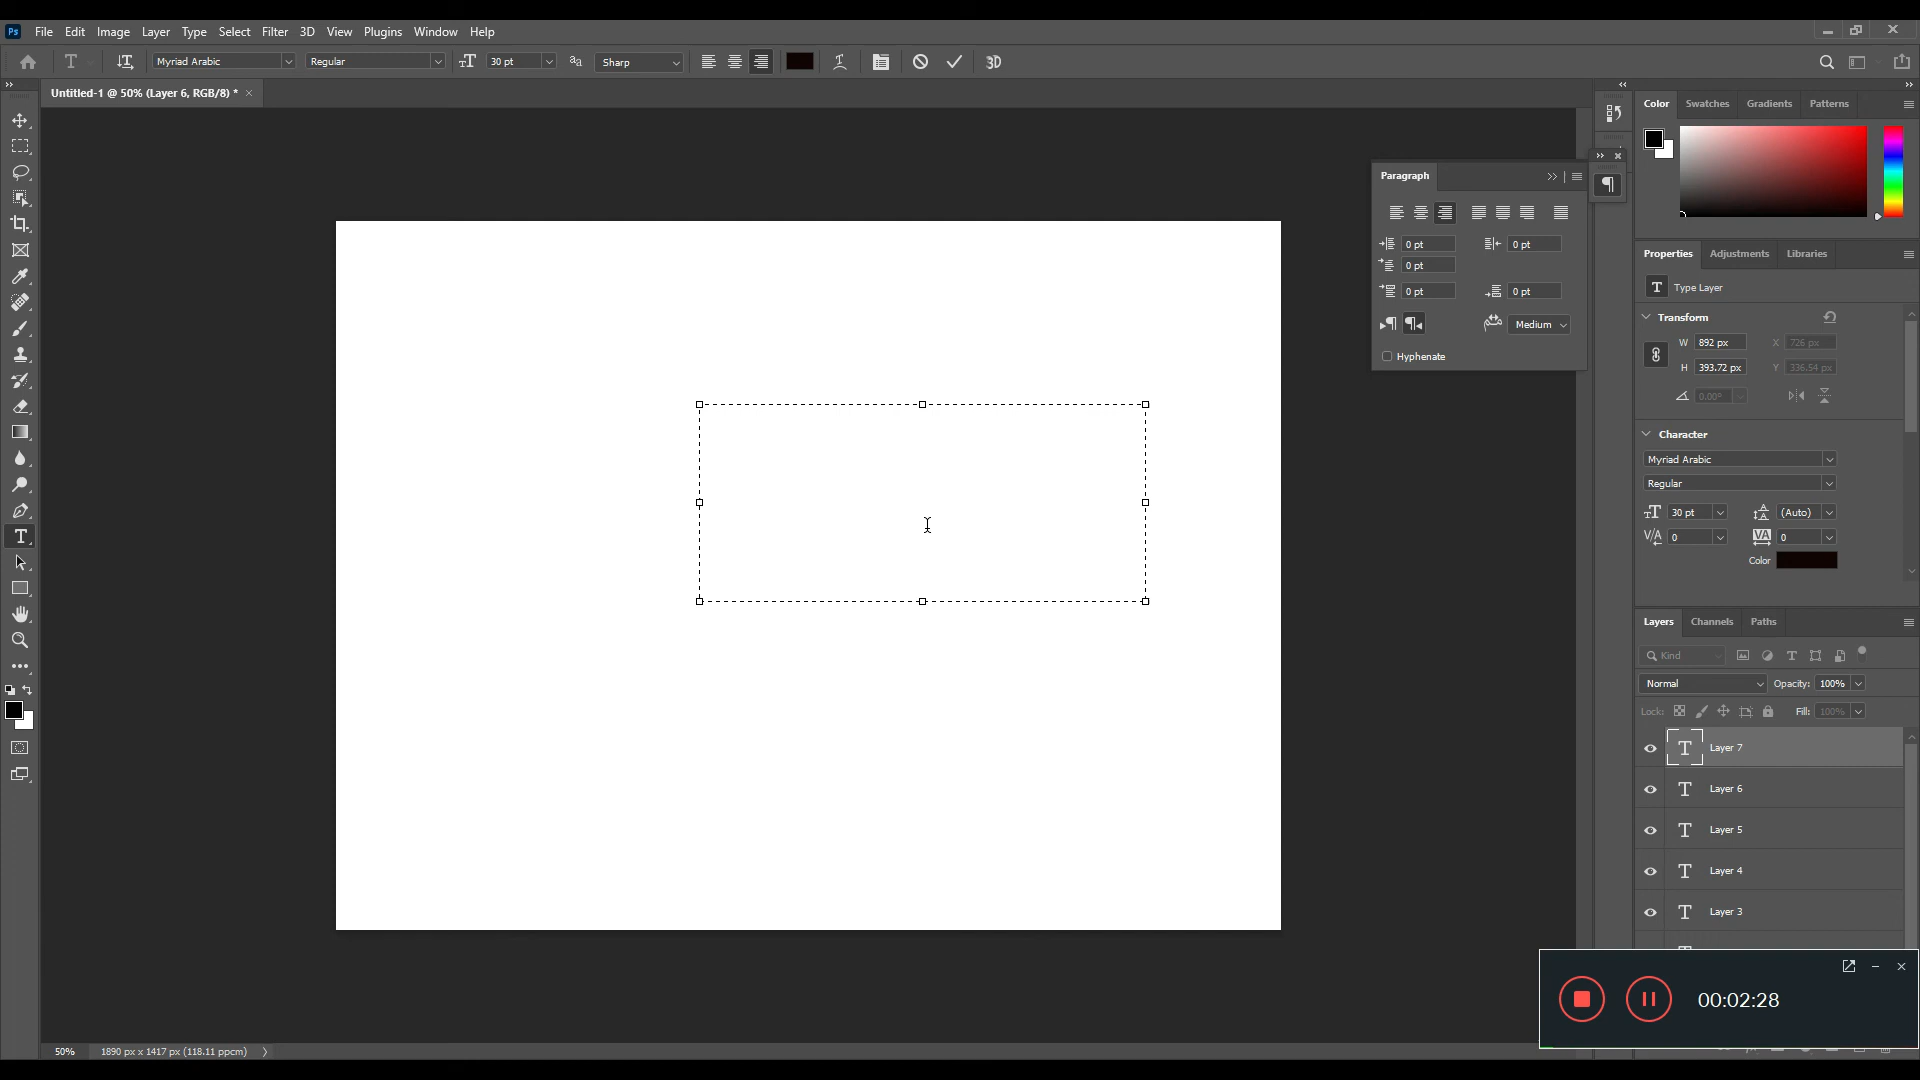 Ps File Edit Image Layer Type Select Filter 3D View Plugins Window Help
T Myriad Arabic Regular 30 pt aa Sharp 3D
Untitled-1 @ 50% (Layer 6, RGB/8) * ×
Color Swatches Gradients Patterns
Paragraph
0 pt 0 pt
0 pt
0 pt 0 pt
Medium
Hyphenate
Properties Adjustments Libraries
T Type Layer
Transform
W 892 px X 726 px
H 393.72 px Y 336.54 px
0.00°
Character
Myriad Arabic
Regular
30 pt (Auto)
V/A 0 VA 0
Color
Layers Channels Paths
Kind
Normal Opacity: 100%
Lock: Fill: 100%
T Layer 7
T Layer 6
T Layer 5
T Layer 4
T Layer 3
00:02:28
50% 1890 px x 1417 px (118.11 ppcm)